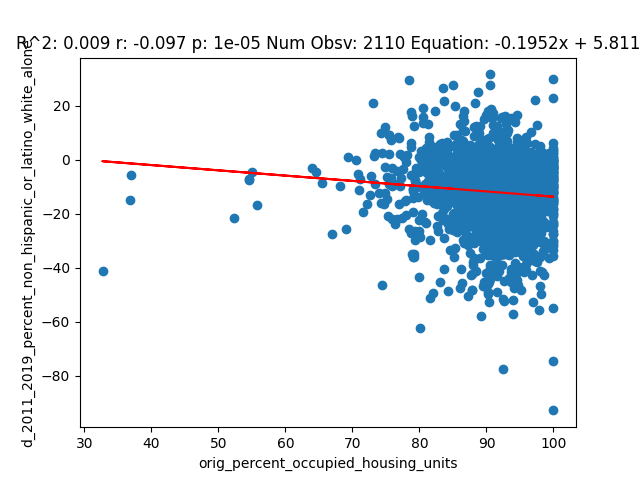 R^2: 0.009 r: -0.097 p: 1e-05 Num Obsv: 2110 Equation: -0.1952x + 5.811
d_2011_2019_percent_non_hispanic_or_latino_white_alone
20
0
−20
−40
−60
−80
30 40 50 60 70 80 90 100
orig_percent_occupied_housing_units